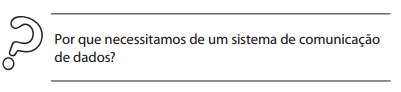 Por que necessitamos de um sistema de comunicação
de dados?